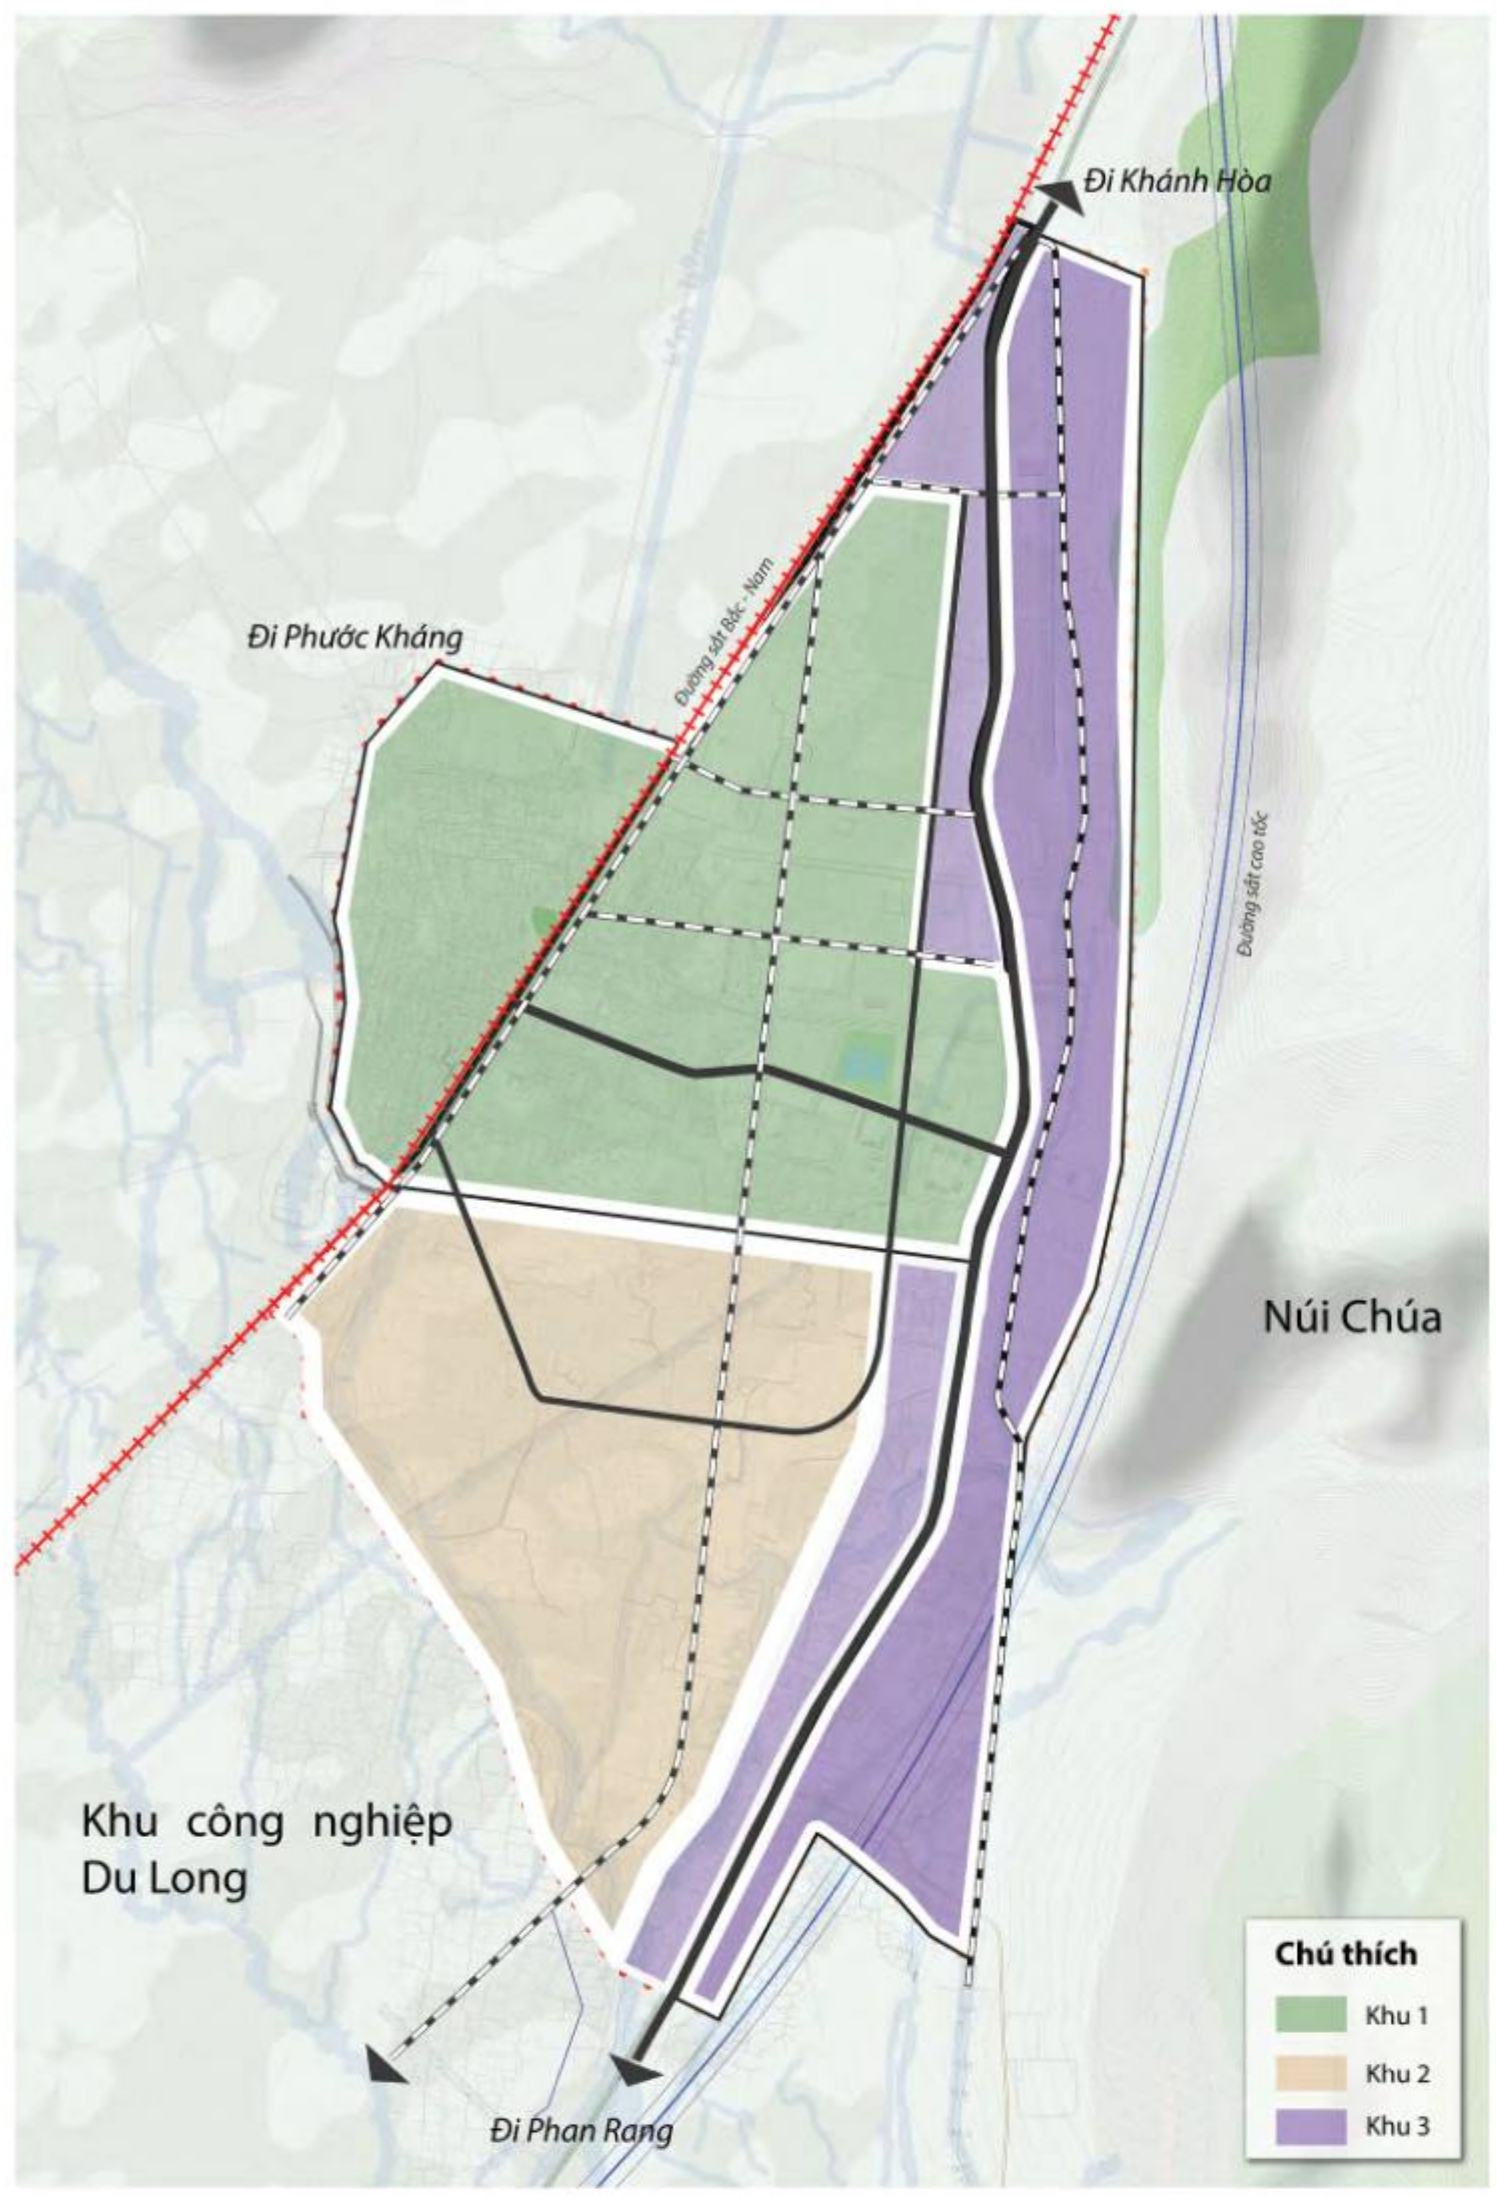 Đi Khánh Hòa
Đường sắt Bắc - Nam
Đi Phước Kháng
Đường sắt cao tốc
Núi Chúa
Khu công nghiệp
Du Long
Đi Phan Rang
Chú thích
Khu 1
Khu 2
Khu 3